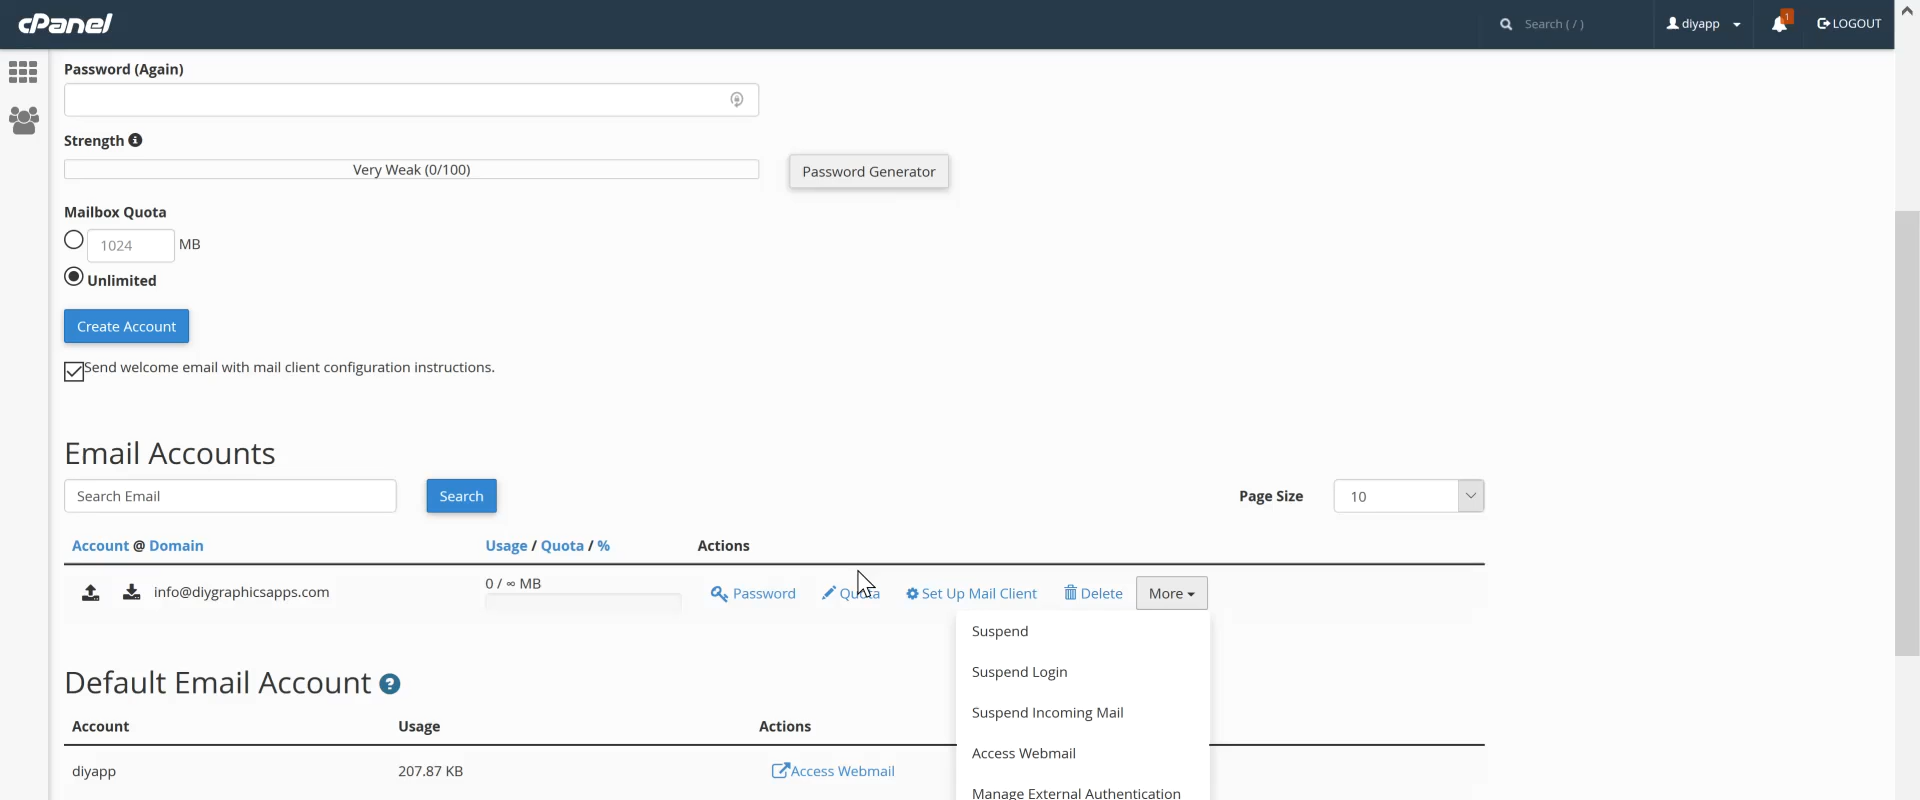 cPanel
Search ( / )
diyapp
1
LOGOUT
Password (Again)
Strength
Very Weak (0/100)
Password Generator
Mailbox Quota
1024 MB
Unlimited
Create Account
Send welcome email with mail client configuration instructions.
Email Accounts
Search Email
Search
Page Size
10
Account @ Domain
Usage / Quota / %
Actions
info@diygraphicsapps.com
0 / ∞ MB
Password
Quota
Set Up Mail Client
Delete
More
Suspend
Suspend Login
Suspend Incoming Mail
Access Webmail
Manage External Authentication
Default Email Account ?
Account
Usage
Actions
diyapp
207.87 KB
Access Webmail